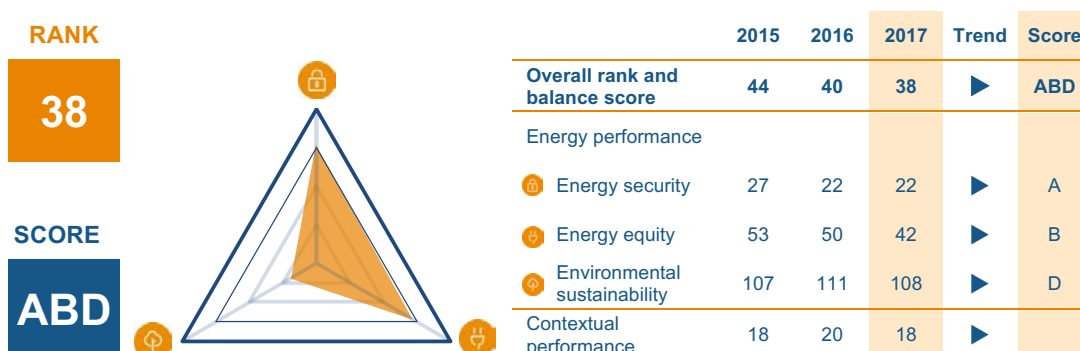 RANK
38
SCORE
ABD
2015 2016 2017 Trend Score
Overall rank and
balance score 44 40 38 ABD
Energy performance
Energy security 27 22 22 A
Energy equity 53 50 42 B
Environmental
sustainability 107 111 108 D
Contextual
performance 18 20 18